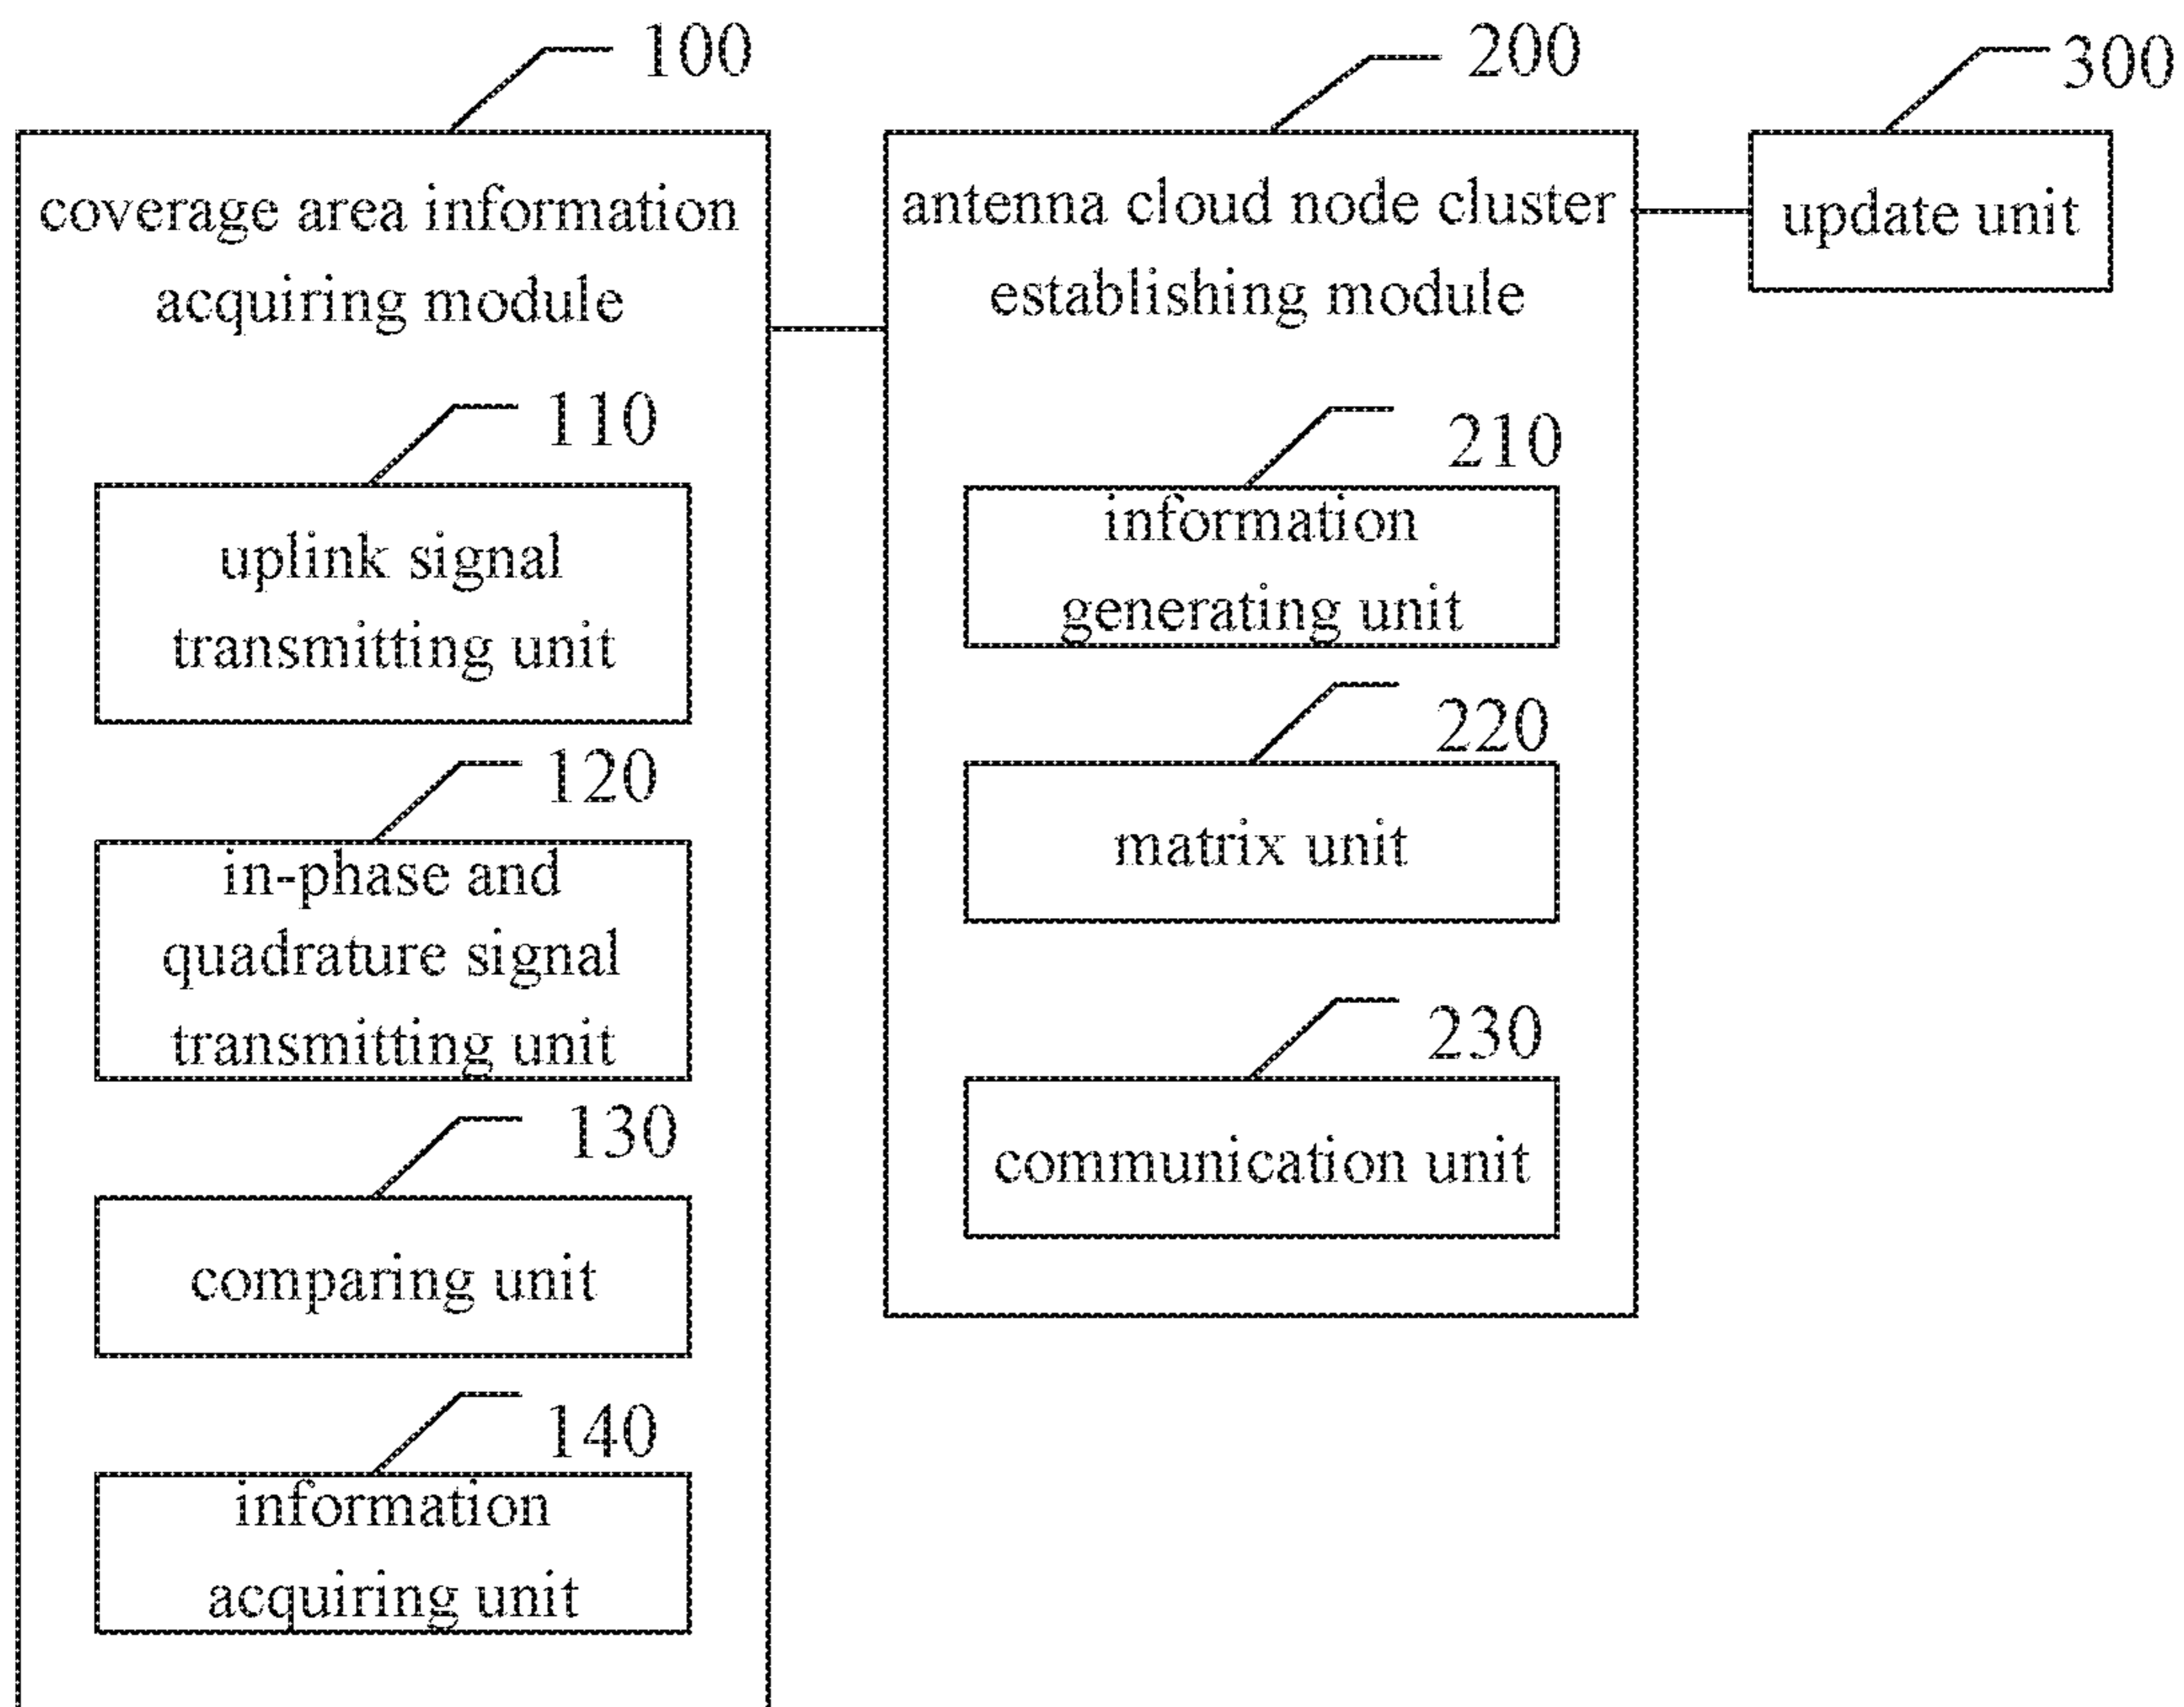 100
coverage area information
acquiring module
110
uplink signal
transmitting unit
120
in-phase and
quadrature signal
transmitting unit
130
comparing unit
140
information
acquiring unit
200
antenna cloud node cluster
establishing module
210
information
generating unit
220
matrix unit
230
communication unit
300
update unit